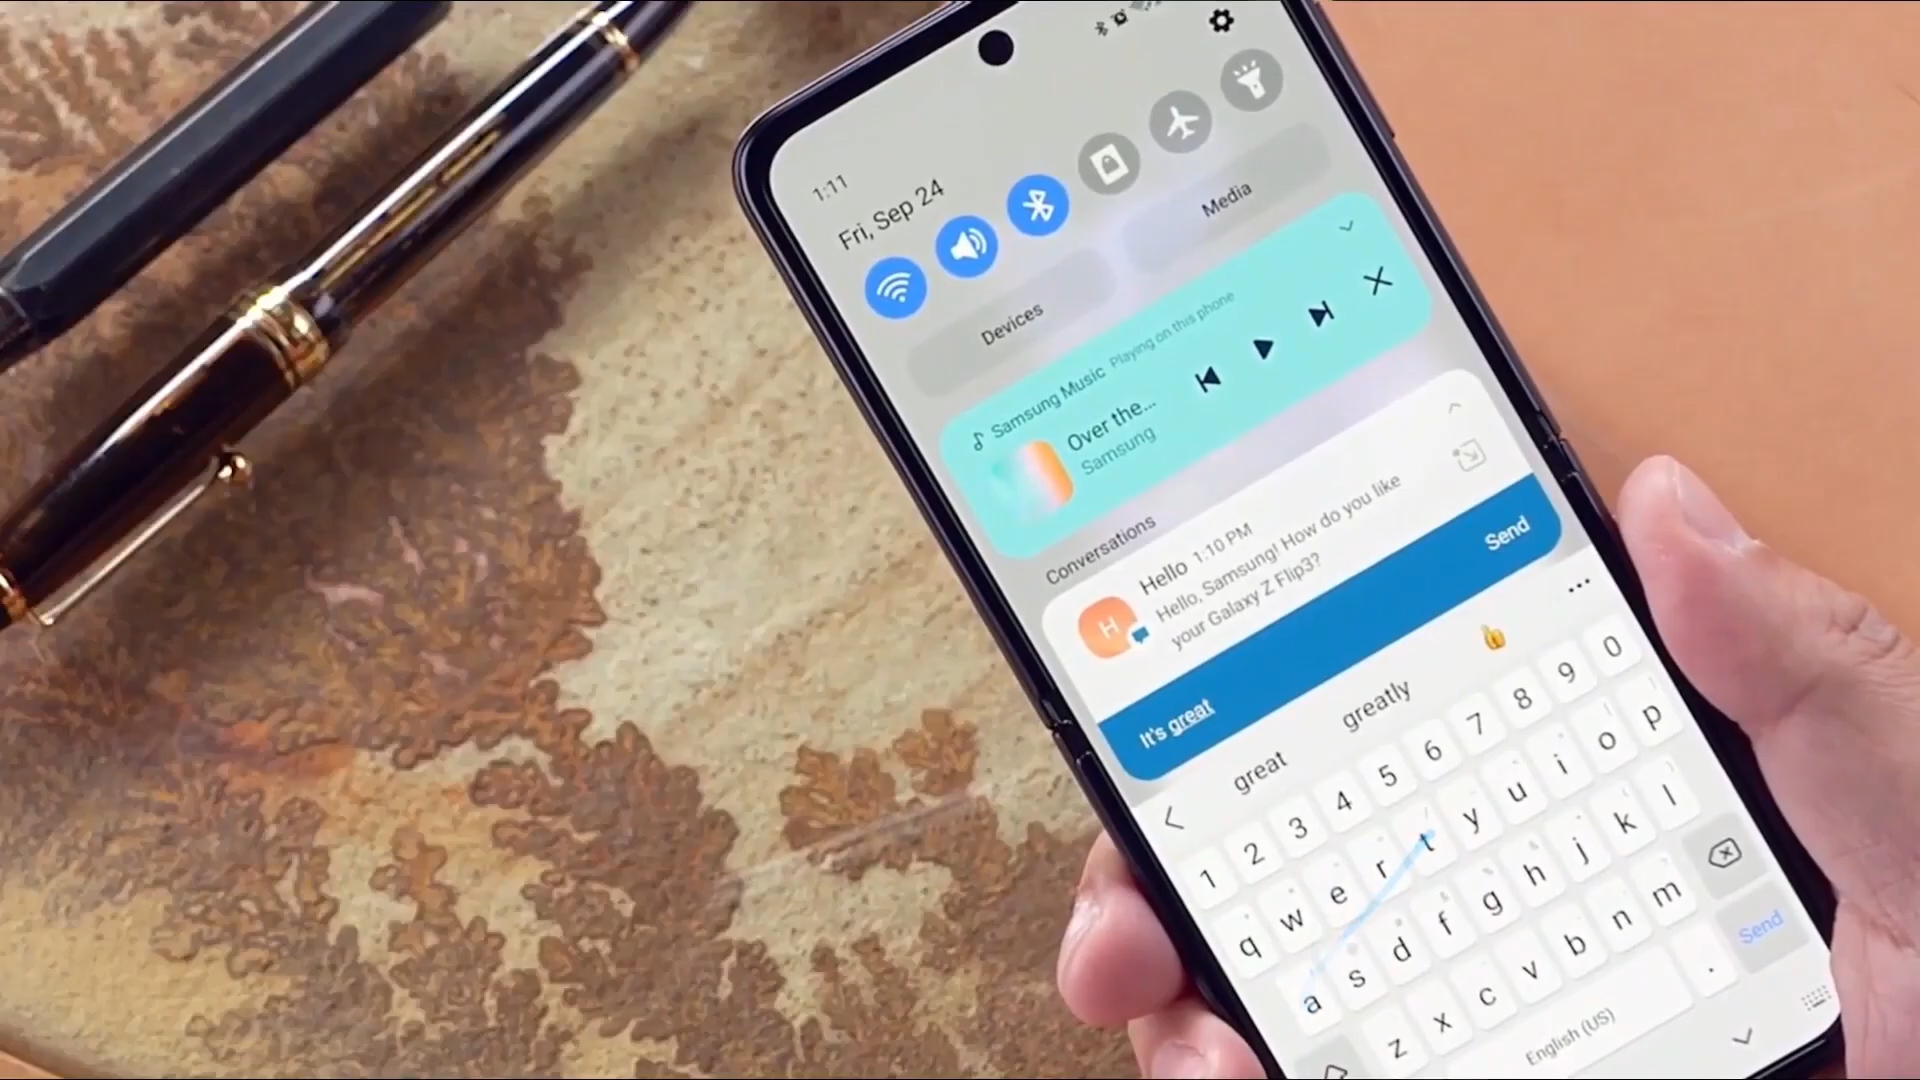 1:11
Fri, Sep 24
Devices
Media
Samsung Music Playing on this phone
Over the...
Samsung
Conversations
Hello 1:10 PM
Hello, Samsung! How do you like
your Galaxy Z Flip3?
H
It's great
Send
great
greatly
1 2 3 4 5 6 7 8 9 0
q w e r t y u i o p
a s d f g h j k l
z x c v b n m
English (US)
.
Send